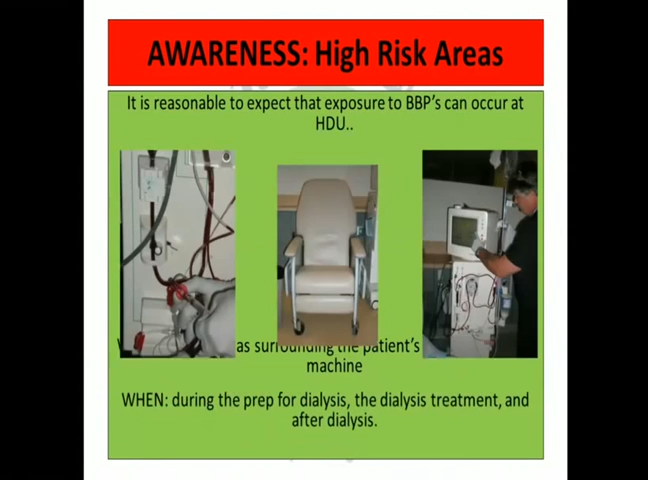 AWARENESS: High Risk Areas
It is reasonable to expect that exposure to BBP's can occur at
HDU..
surrounding the patient's
machine
WHEN: during the prep for dialysis, the dialysis treatment, and
after dialysis.